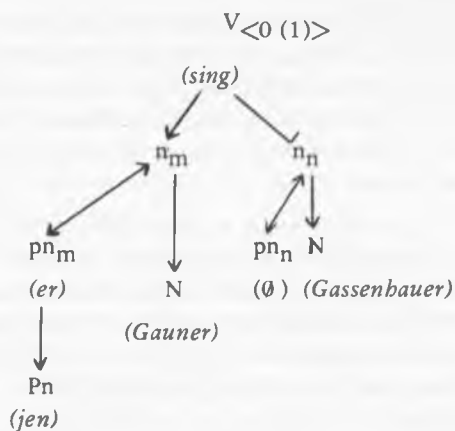 V<0 (1)>
(sing)
nm nn
pnm pnn N
(er) N (Ø) (Gassenhauer)
(Gauner)
Pn
(jen)